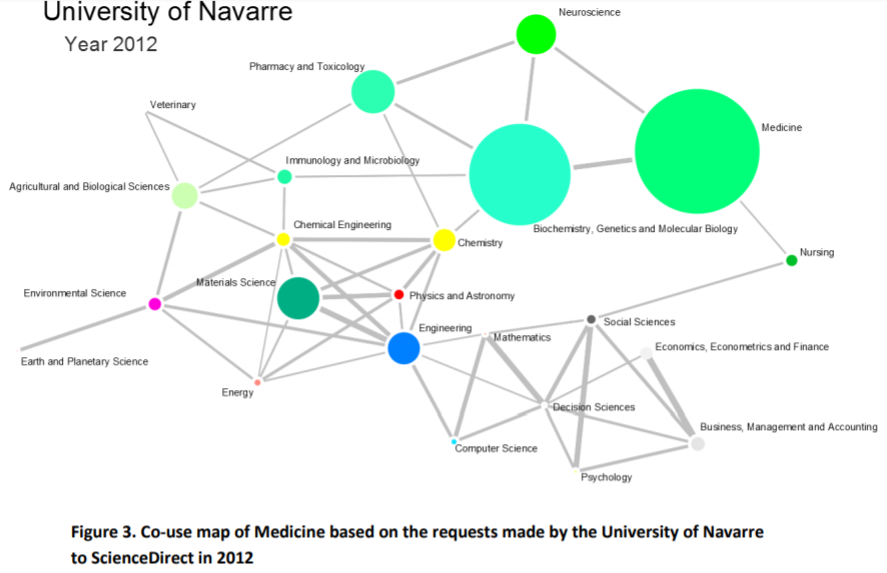 University of Navarre
Year 2012
Neuroscience
Pharmacy and Toxicology
Veterinary
Medicine
Immunology and Microbiology
Agricultural and Biological Sciences
Chemical Engineering
Biochemistry, Genetics and Molecular Biology
Chemistry
Nursing
Materials Science
Environmental Science
Physics and Astronomy
Engineering
Social Sciences
Mathematics
Economics, Econometrics and Finance
Earth and Planetary Science
Energy
Decision Sciences
Business, Management and Accounting
Computer Science
Psychology
Figure 3. Co-use map of Medicine based on the requests made by the University of Navarre
to ScienceDirect in 2012